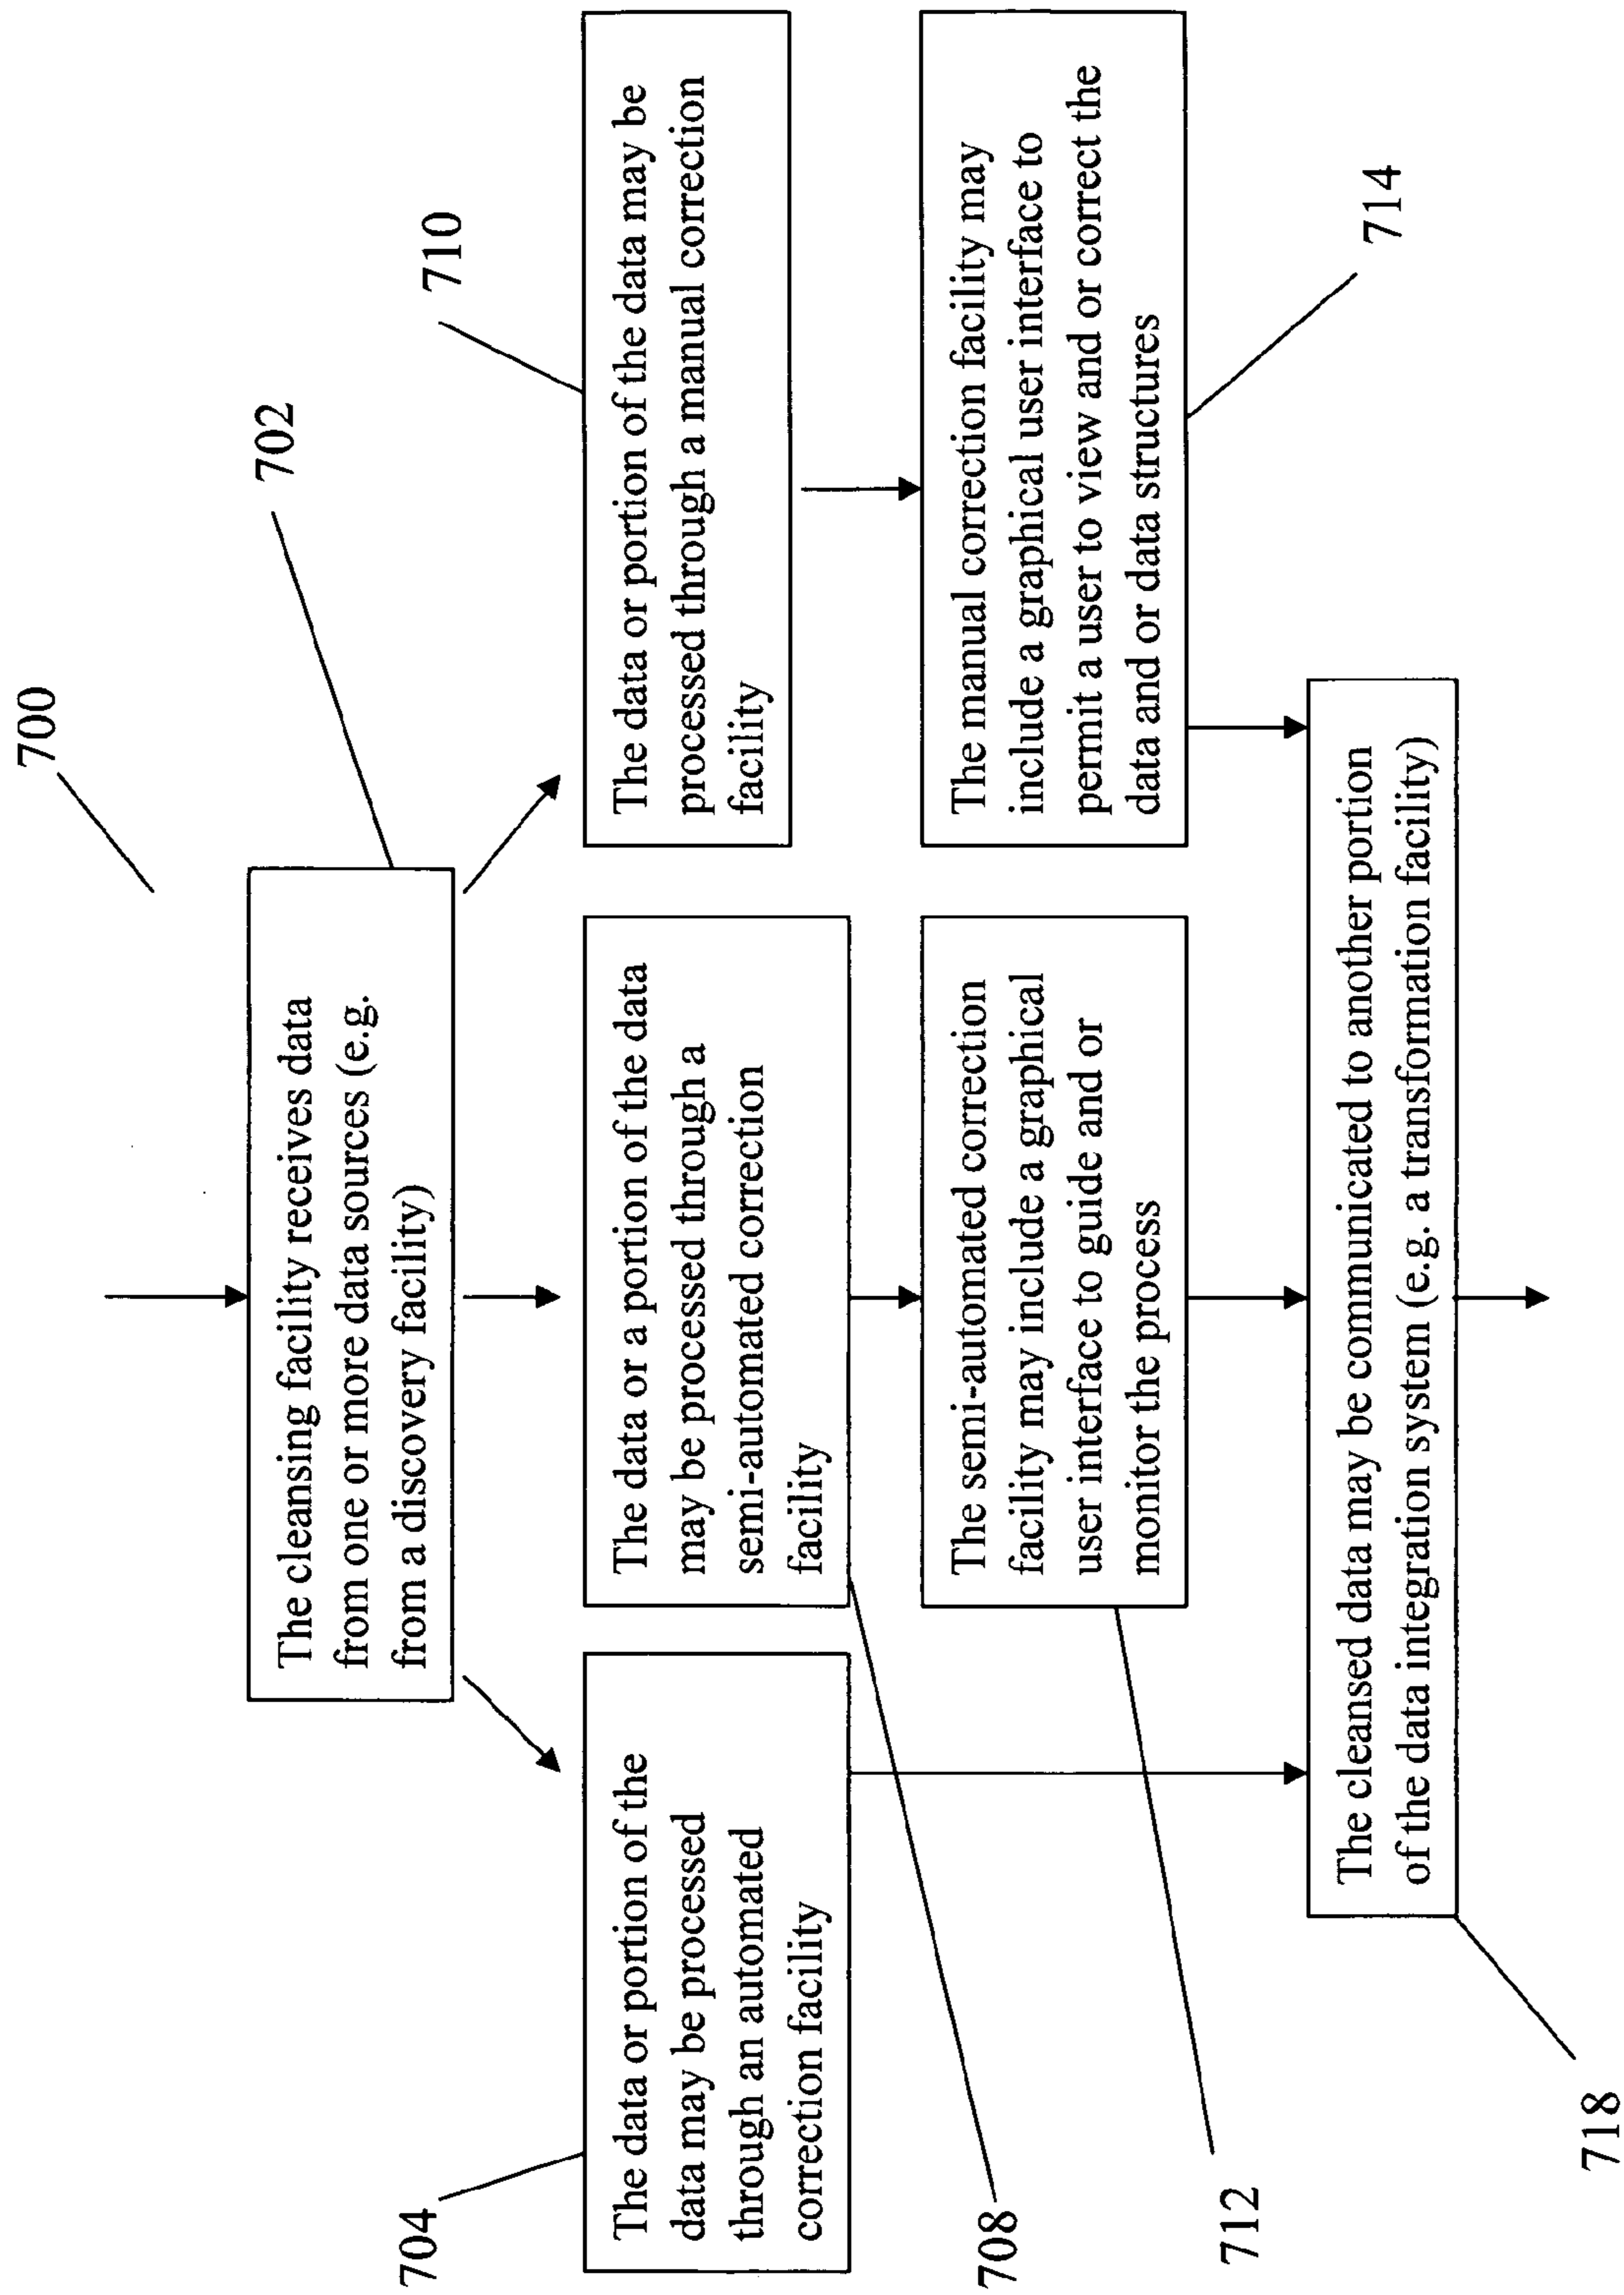 700
702
The cleansing facility receives data
from one or more data sources (e.g.
from a discovery facility)
704
The data or portion of the
data may be processed
through an automated
correction facility
708
The data or a portion of the data
may be processed through a
semi-automated correction
facility
710
The data or portion of the data may be
processed through a manual correction
facility
712
The semi-automated correction
facility may include a graphical
user interface to guide and or
monitor the process
The manual correction facility may
include a graphical user interface to
permit a user to view and or correct the
data and or data structures
714
The cleansed data may be communicated to another portion
of the data integration system (e.g. a transformation facility)
718